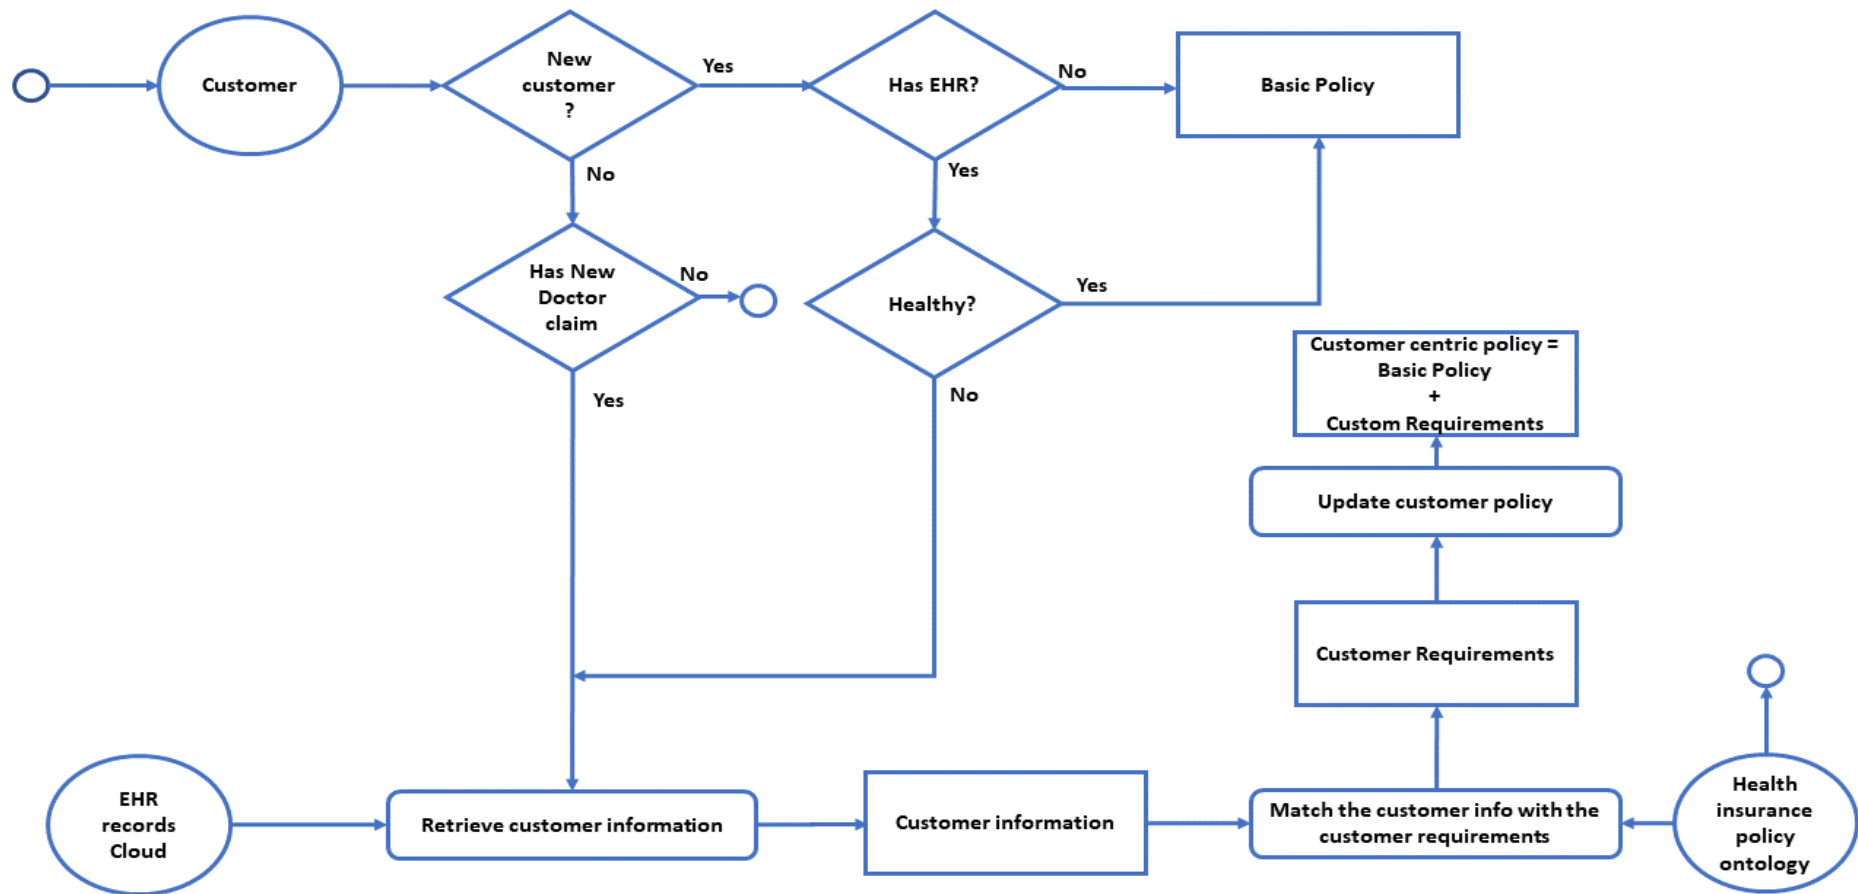 Customer
New
customer
?
Yes
Has EHR?
No
Basic Policy
No
Yes
Has New
Doctor
claim
No
Healthy?
Yes
Yes
No
Customer centric policy =
Basic Policy
+
Custom Requirements
Update customer policy
Customer Requirements
EHR
records
Cloud
Retrieve customer information
Customer information
Match the customer info with the
customer requirements
Health
insurance
policy
ontology